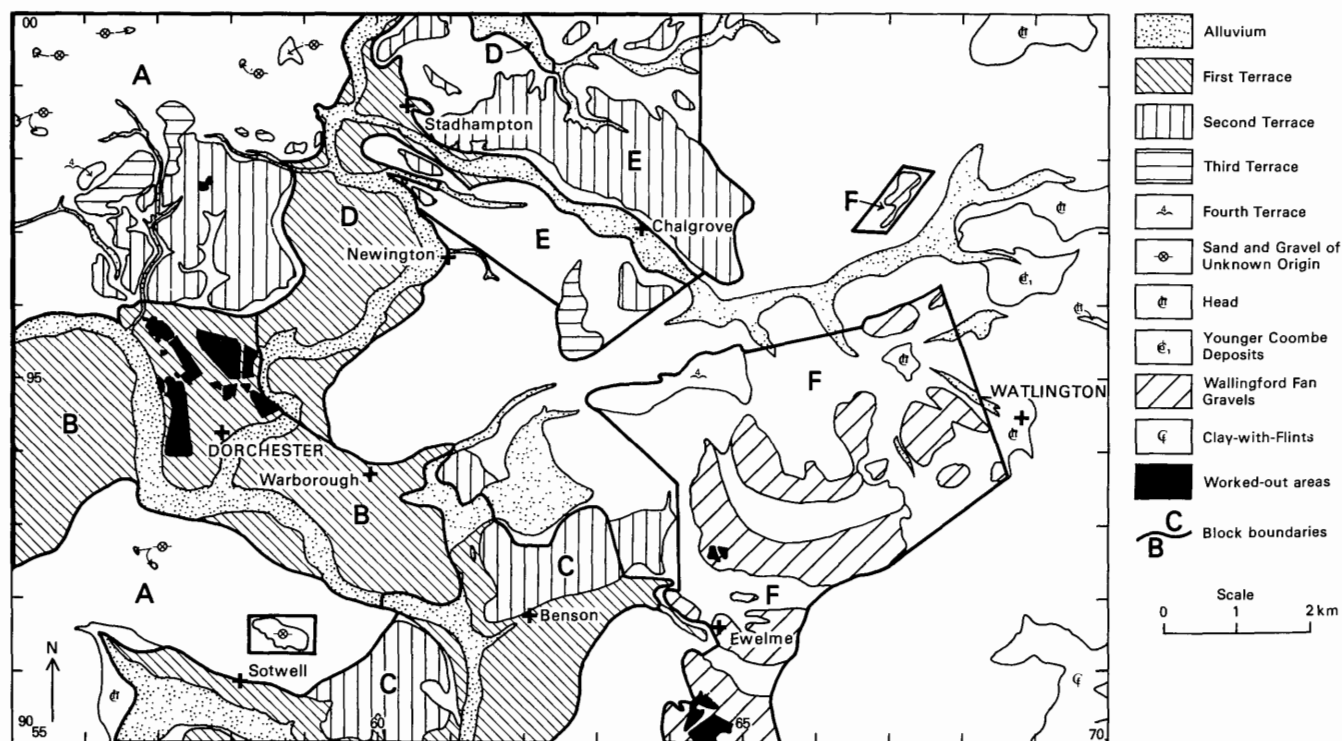 00
A
D
Stadhampton
E
4
D
F
Chalgrove
E
Newington
95
B
F
4
WATLINGTON
DORCHESTER
Warborough
B
C
A
F
Benson
Ewelme
N
Sotwell
C
90
55
60
65
70
Alluvium
First Terrace
Second Terrace
Third Terrace
Fourth Terrace
Sand and Gravel of
Unknown Origin
Head
Younger Coombe
Deposits
Wallingford Fan
Gravels
Clay-with-Flints
Worked-out areas
C
B
Block boundaries
Scale
0 1 2 km